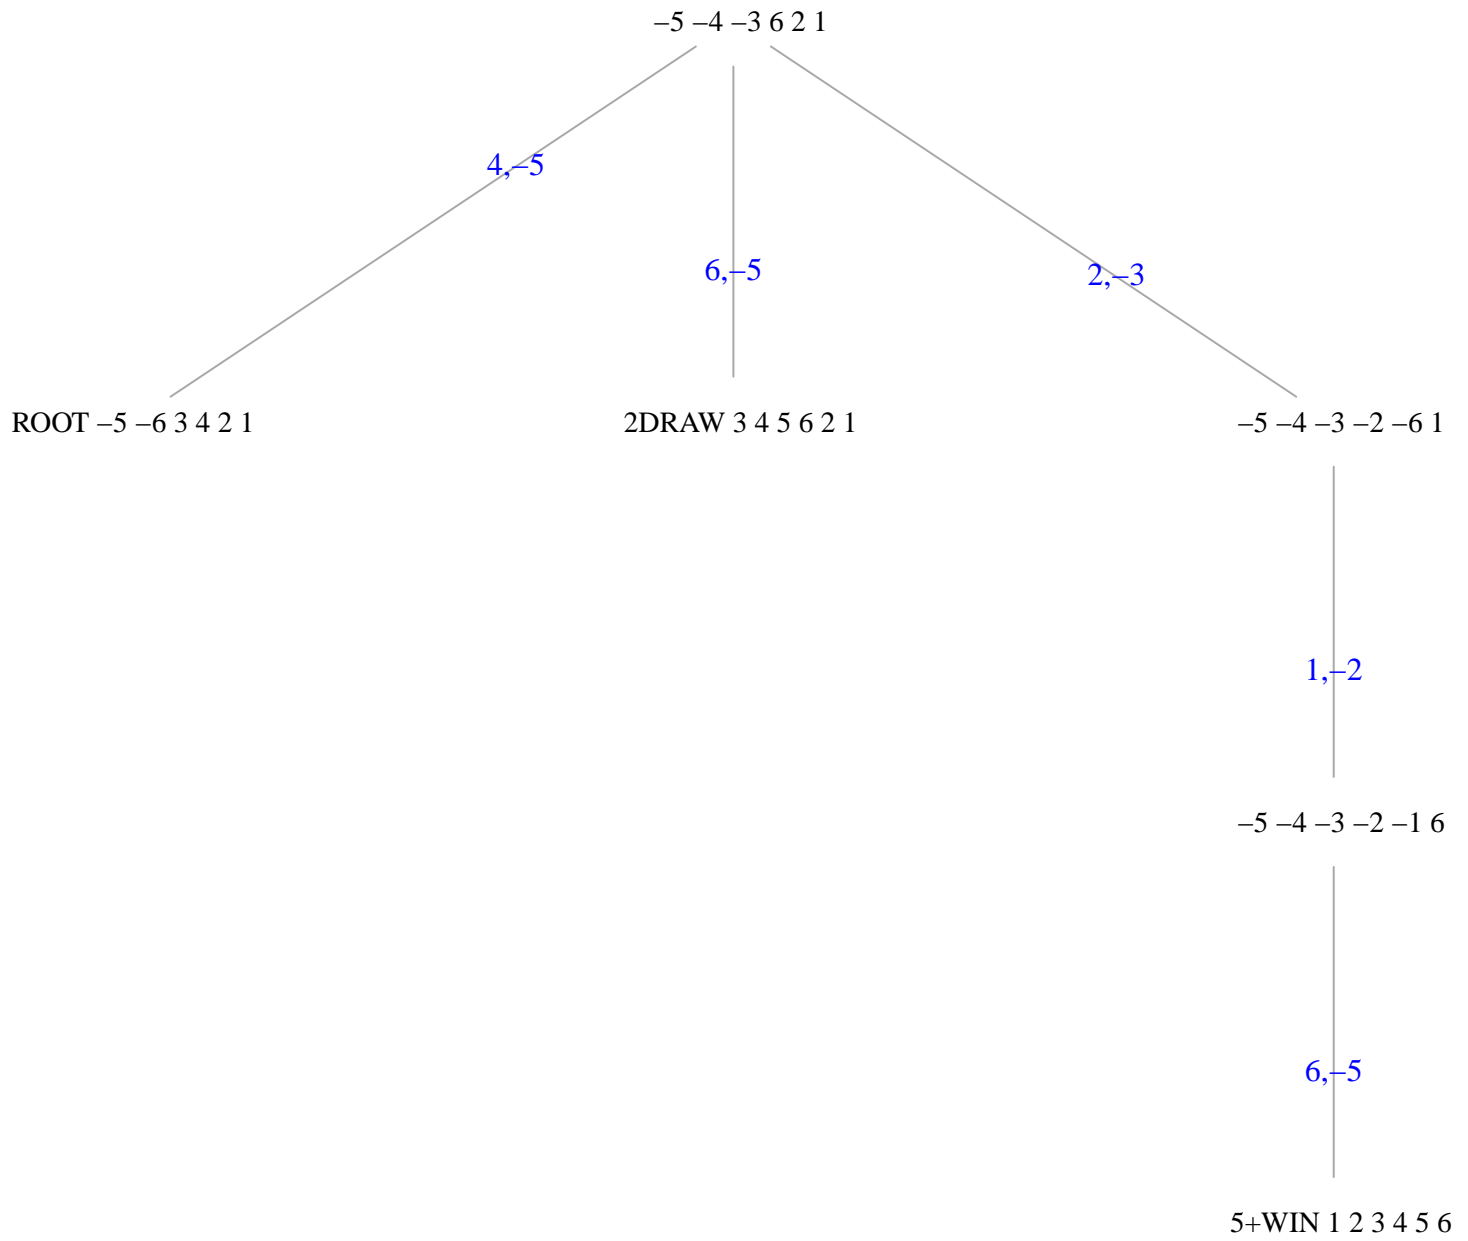 –5 –4 –3 6 2 1
4,–5
6,–5
2,–3
ROOT –5 –6 3 4 2 1
2DRAW 3 4 5 6 2 1
–5 –4 –3 –2 –6 1
1,–2
–5 –4 –3 –2 –1 6
6,–5
5+WIN 1 2 3 4 5 6